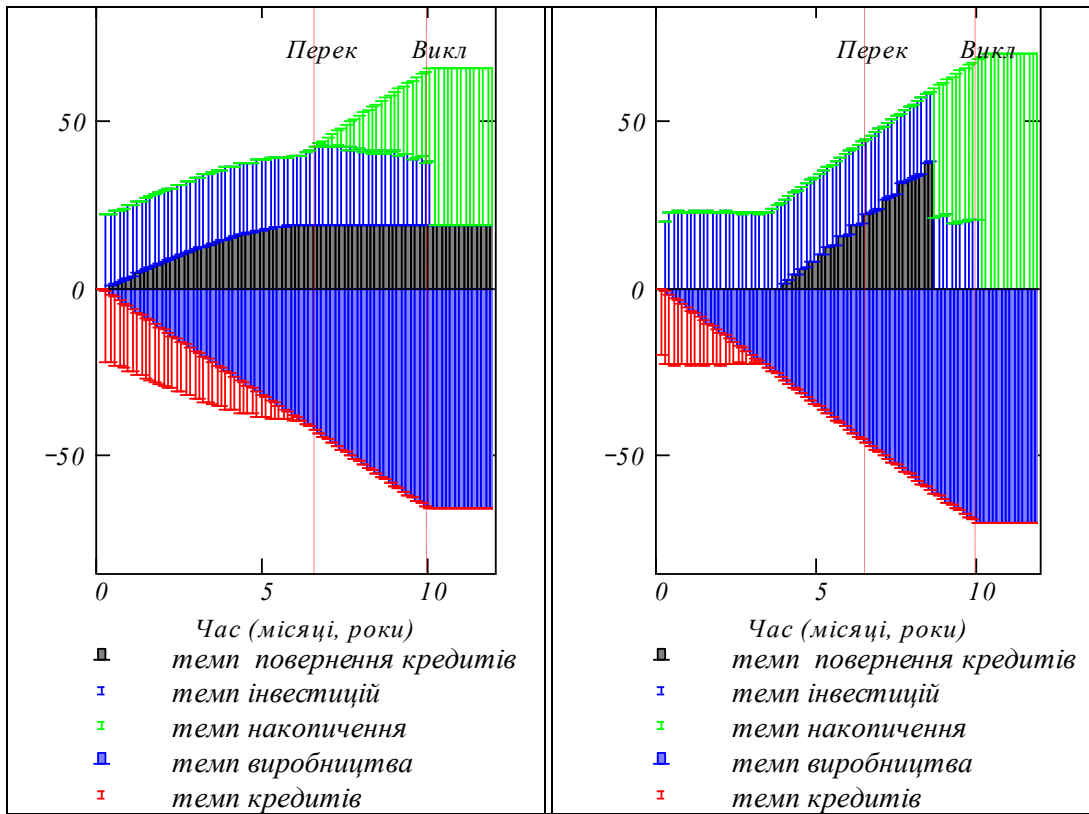 Перек Викл
50
0
−50
0 5 10
Час (місяці, роки)
темп повернення кредитів
темп інвестицій
темп накопичення
темп виробництва
темп кредитів
Перек Викл
50
0
−50
0 5 10
Час (місяці, роки)
темп повернення кредитів
темп інвестицій
темп накопичення
темп виробництва
темп кредитів